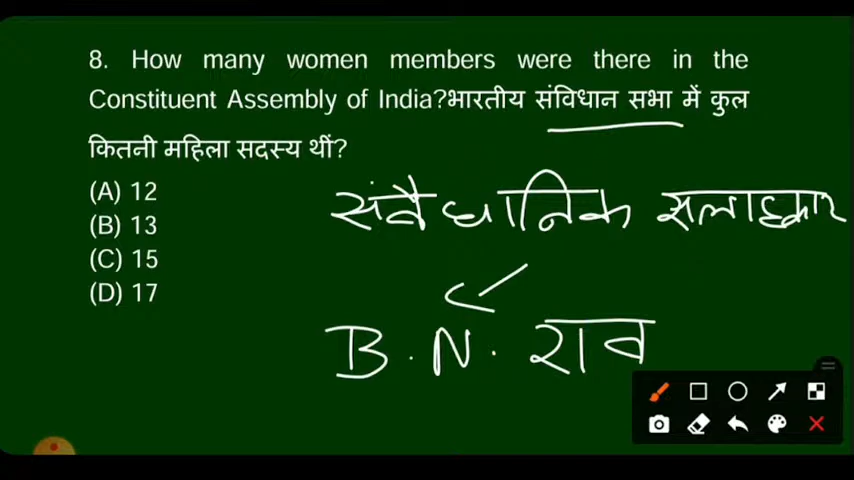 8. How many women members were there in the
Constituent Assembly of India?भारतीय संविधान सभा में कुल
कितनी महिला सदस्य थीं?
(A) 12
(B) 13
(C) 15
(D) 17
संवैधानिक सलाहकार
B. N. राव